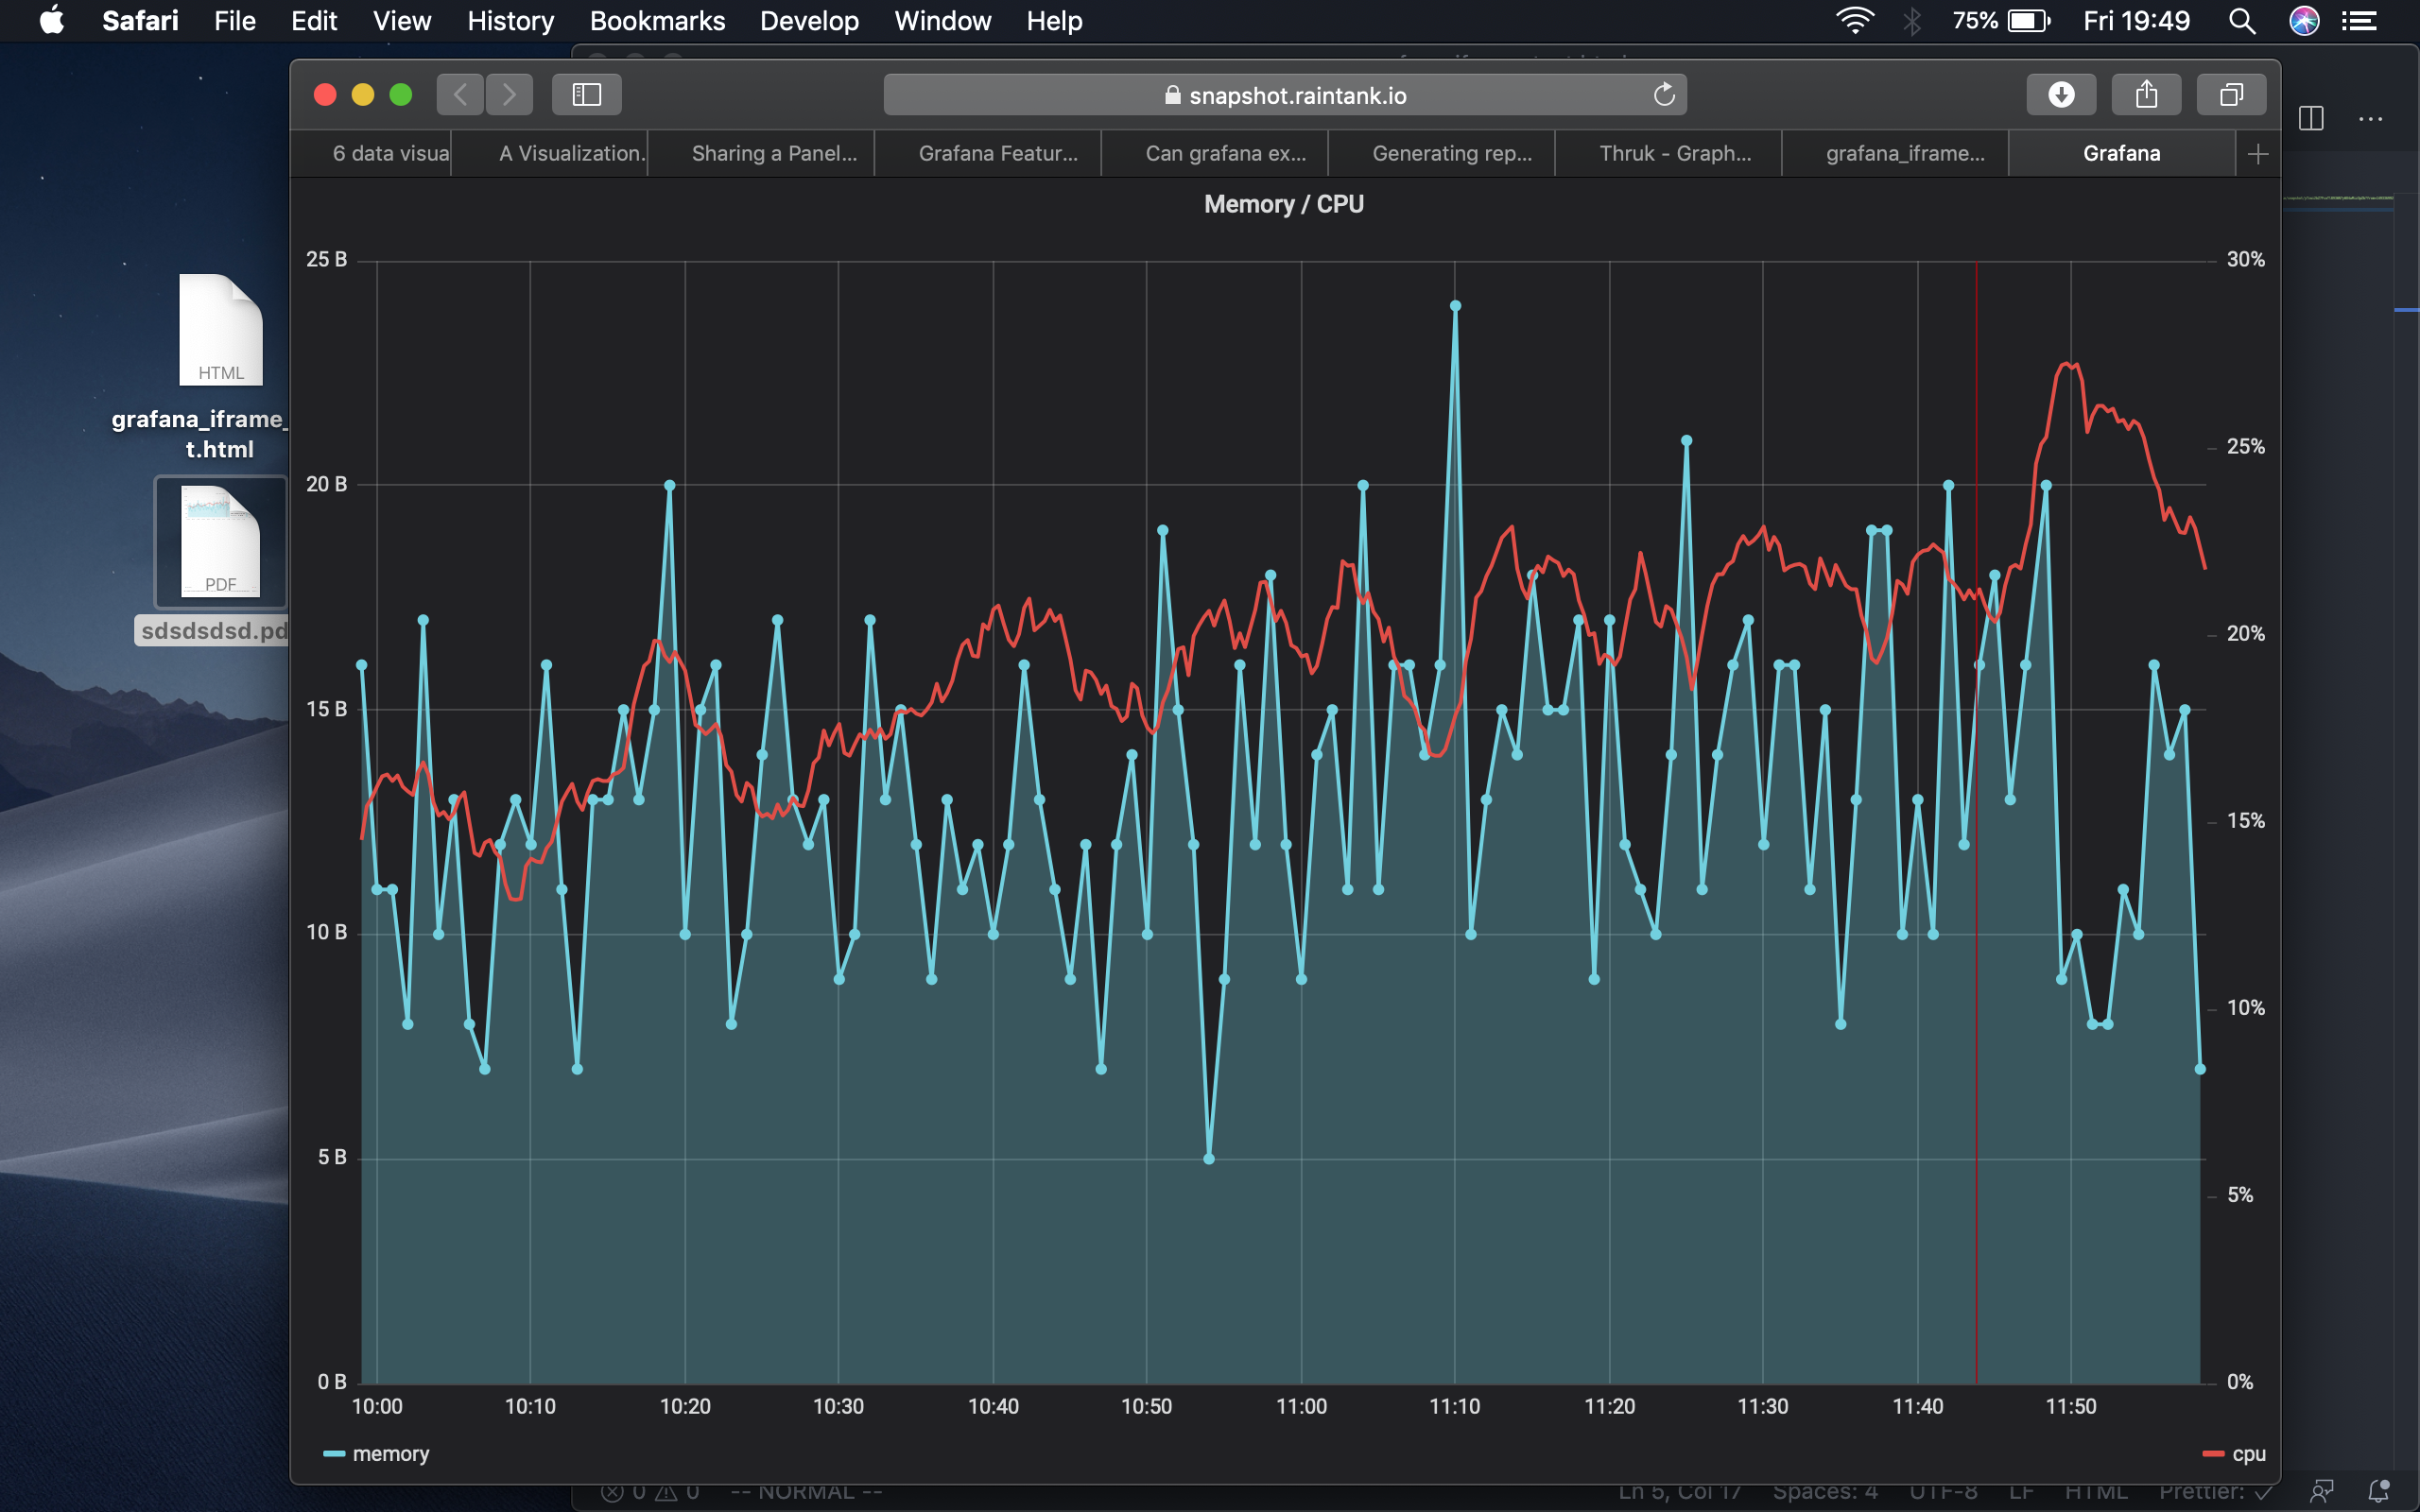 Safari File Edit View History Bookmarks Develop Window Help 75% Fri 19:49
snapshot.raintank.io
6 data visua A Visualization. Sharing a Panel... Grafana Featur... Can grafana ex... Generating rep... Thruk - Graph... grafana_iframe... Grafana
Memory / CPU
25 B 30%
25%
20 B
20%
15 B
15%
10 B
10%
5 B
5%
0 B 0%
10:00 10:10 10:20 10:30 10:40 10:50 11:00 11:10 11:20 11:30 11:40 11:50
memory cpu
HTML
grafana_iframe_
t.html
PDF
sdsdsdsd.pd
0 0 -- NORMAL -- Ln 5, Col 17 Spaces: 4 UTF-8 LF HTML Prettier: ✓